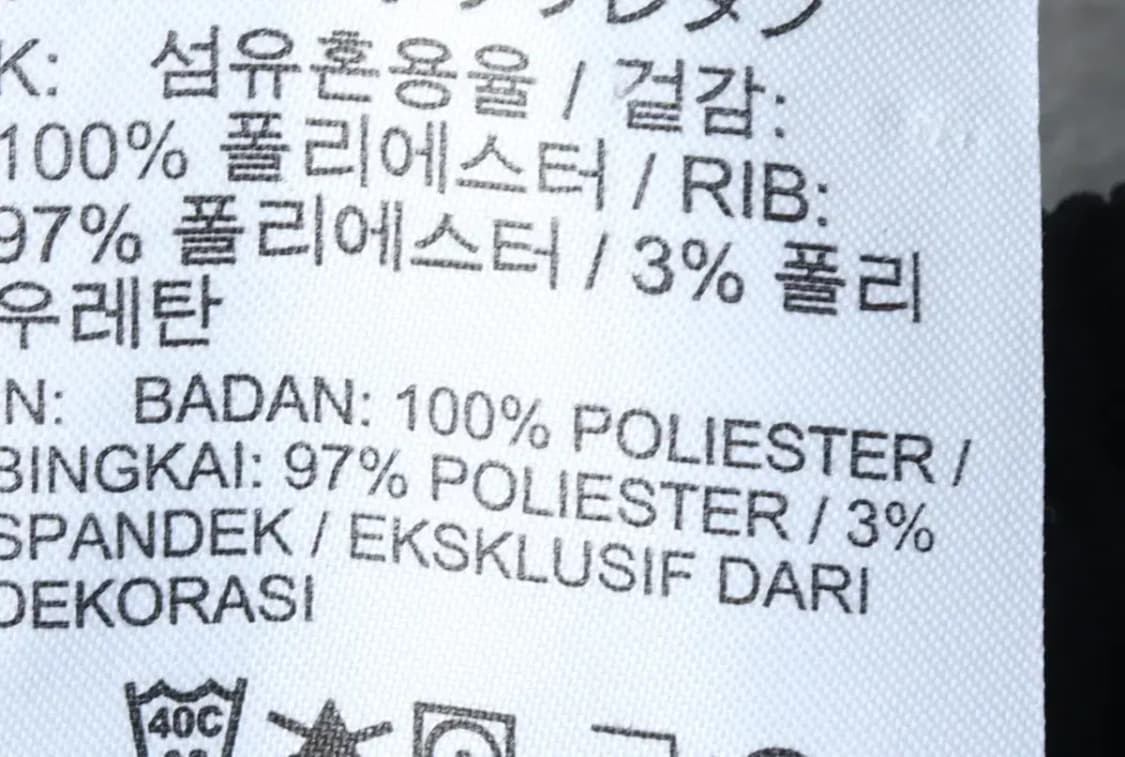 K: 섬유혼용율 / 겉감:
100% 폴리에스터 / RIB:
97% 폴리에스터 / 3% 폴리
우레탄
N: BADAN: 100% POLIESTER /
BINGKAI: 97% POLIESTER / 3%
SPANDEK / EKSKLUSIF DARI
DEKORASI
40C